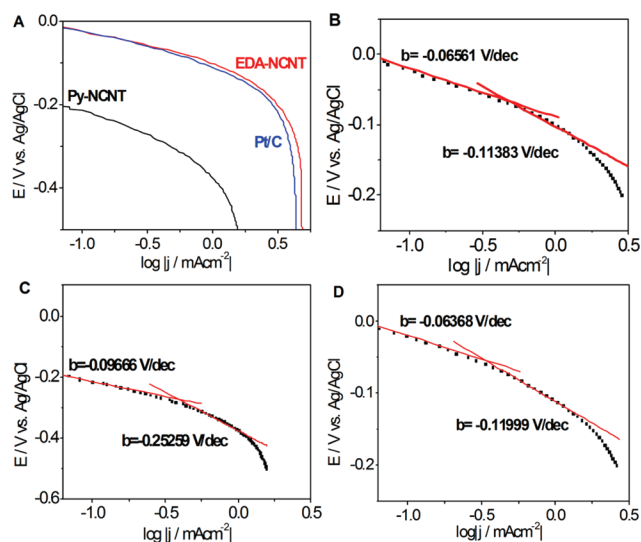 A
EDA-NCNT
Py-NCNT
Pt/C
0.0
-0.2
-0.4
-1.0 -0.5 0.0 0.5
E / V vs. Ag/AgCl
log |j / mAcm⁻²|
B
b= -0.06561 V/dec
b= -0.11383 V/dec
0.0
-0.1
-0.2
-1.0 -0.5 0.0 0.5
E / V vs. Ag/AgCl
log |j / mAcm⁻²|
C
b=-0.09666 V/dec
b=-0.25259 V/dec
0.0
-0.2
-0.4
-0.6
-1.0 -0.5 0.0 0.5
E / V vs. Ag/AgCl
log |j / mAcm⁻²|
D
b= -0.06368 V/dec
b= -0.11999 V/dec
0.0
-0.1
-0.2
-1.0 -0.5 0.0 0.5
E / V vs. Ag/AgCl
log|j / mAcm⁻²|